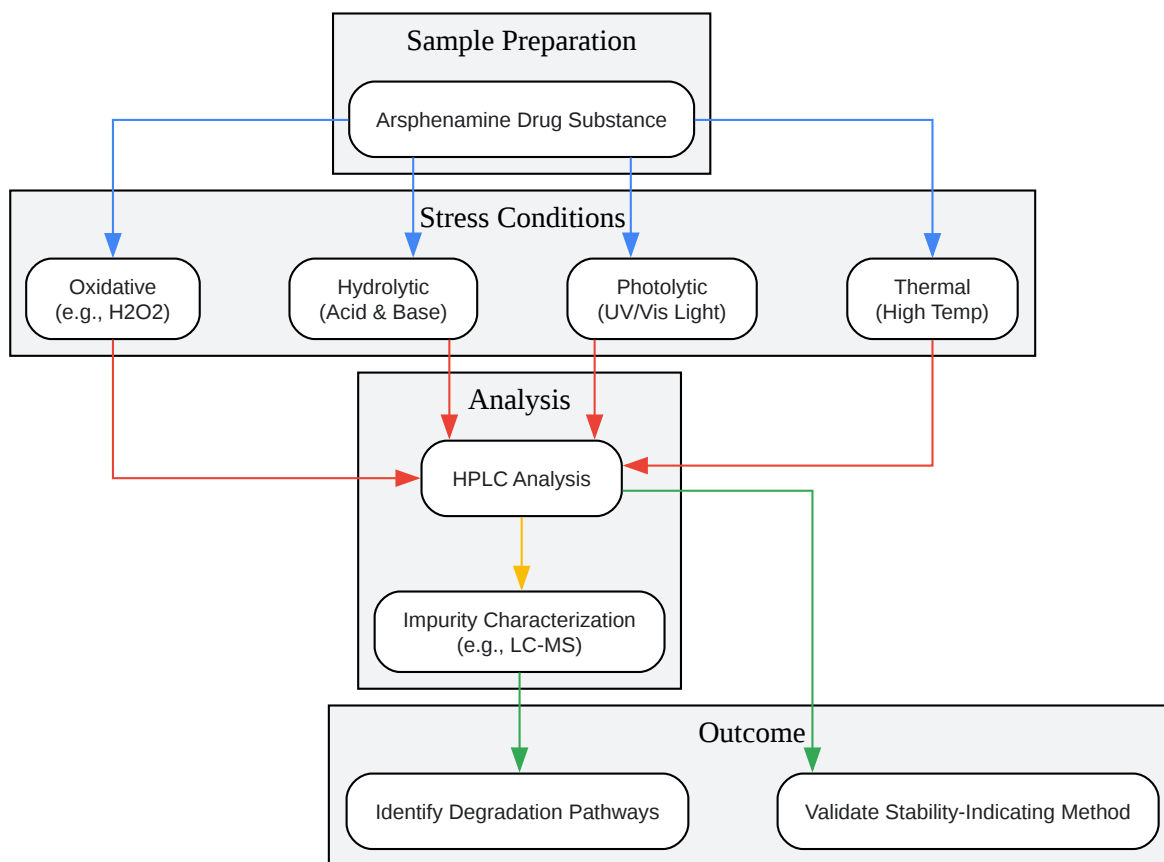 Sample Preparation
Arsphenamine Drug Substance
Stress Conditions
Oxidative
(e.g., H2O2)
Hydrolytic
(Acid & Base)
Photolytic
(UV/Vis Light)
Thermal
(High Temp)
Analysis
HPLC Analysis
Impurity Characterization
(e.g., LC-MS)
Outcome
Identify Degradation Pathways
Validate Stability-Indicating Method